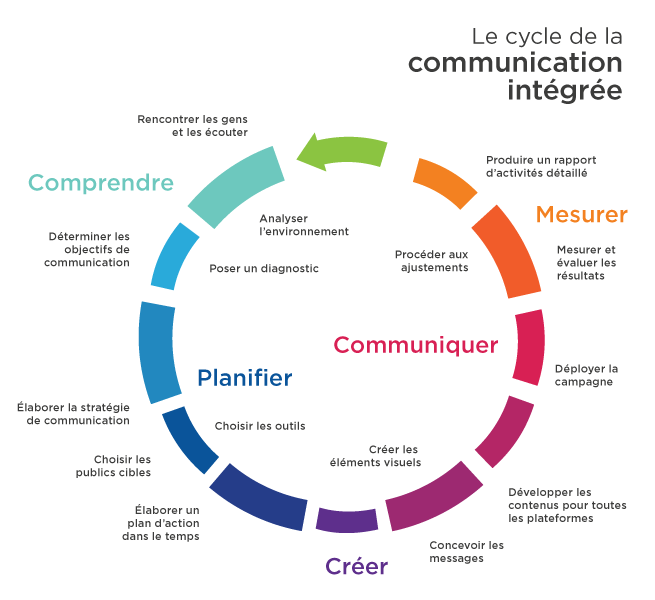 Le cycle de la
communication
intégrée
Rencontrer les gens
et les écouter
Comprendre
Analyser
l'environnement
Déterminer les
objectifs de
communication
Poser un diagnostic
Planifier
Élaborer la stratégie
de communication
Choisir les outils
Choisir les
publics cibles
Élaborer un
plan d'action
dans le temps
Créer
Créer les
éléments visuels
Concevoir les
messages
Développer les
contenus pour toutes
les plateformes
Communiquer
Déployer la
campagne
Mesurer
Mesurer et
évaluer les
résultats
Procéder aux
ajustements
Produire un rapport
d'activités détaillé